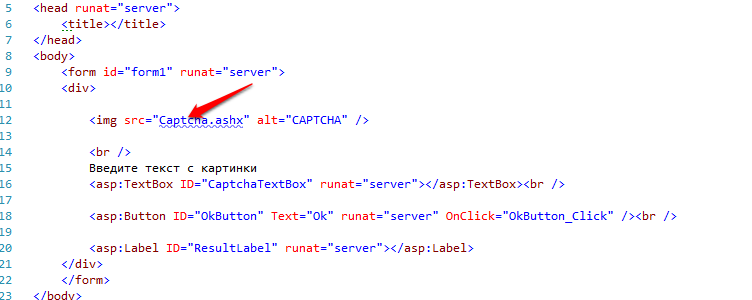 5 <head runat="server">
6 <title></title>
7 </head>
8 <body>
9 <form id="form1" runat="server">
10 <div>
11
12 <img src="Captcha.ashx" alt="CAPTCHA" />
13
14 <br />
15 Введите текст с картинки
16 <asp:TextBox ID="CaptchaTextBox" runat="server"></asp:TextBox><br />
17
18 <asp:Button ID="OkButton" Text="Ok" runat="server" OnClick="OkButton_Click" /><br />
19
20 <asp:Label ID="ResultLabel" runat="server"></asp:Label>
21 </div>
22 </form>
23 </body>